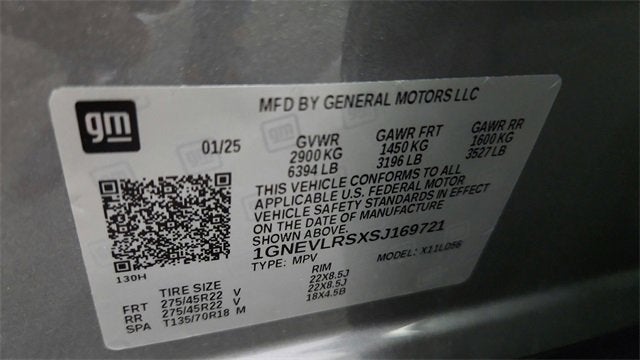 gm
MFD BY GENERAL MOTORS LLC
01/25
GVWR GAWR FRT GAWR RR
2900 KG 1450 KG 1600 KG
6394 LB 3196 LB 3527 LB
THIS VEHICLE CONFORMS TO ALL
APPLICABLE U.S. FEDERAL MOTOR
VEHICLE SAFETY STANDARDS IN EFFECT
ON THE DATE OF MANUFACTURE
SHOWN ABOVE.
1GNEVLRSXSJ169721
TYPE: MPV MODEL: X11LD56
130H
TIRE SIZE RIM
FRT 275/45R22 V 22X8.5J
RR 275/45R22 V 22X8.5J
SPA T135/70R18 M 18X4.5B